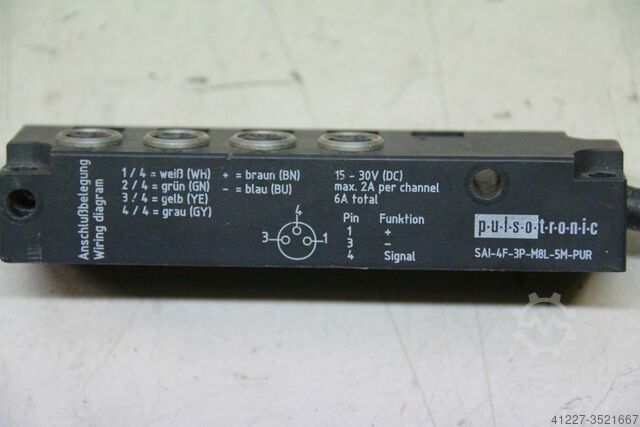 Anschlußbelegung
Wiring diagram
1 / 4 = weiß (WH)
2 / 4 = grün (GN)
3 / 4 = gelb (YE)
4 / 4 = grau (GY)
+ = braun (BN)
− = blau (BU)
4
3
1
15 - 30V (DC)
max. 2A per channel
6A total
Pin Funktion
1 +
3 −
4 Signal
pulsotronic
SAI-4F-3P-M8L-5M-PUR
41227-3521667